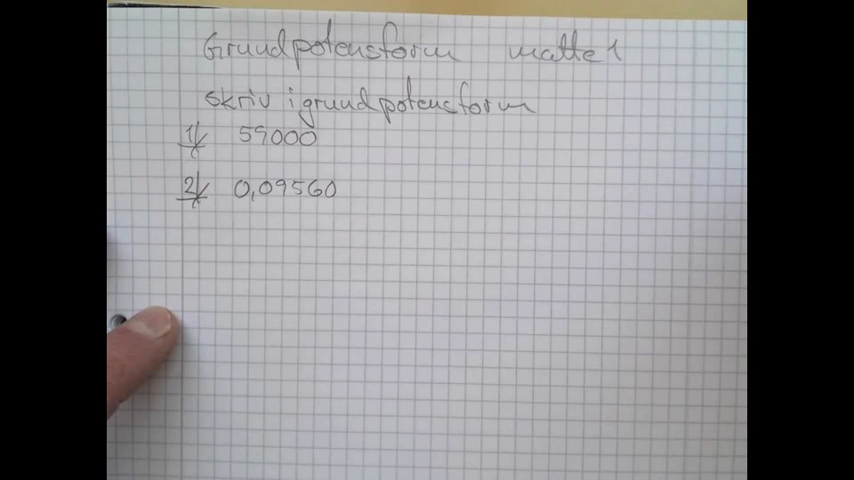 Grundpotensform matte 1
skriv i grundpotensform
1/ 59000
2/ 0,09560